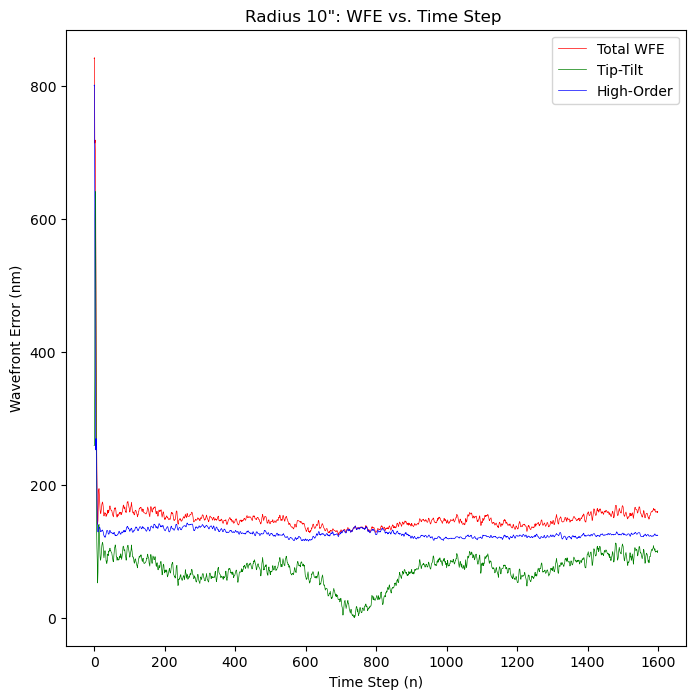 Radius 10": WFE vs. Time Step
Total WFE
Tip-Tilt
High-Order
Wavefront Error (nm)
800
600
400
200
0
0 200 400 600 800 1000 1200 1400 1600
Time Step (n)